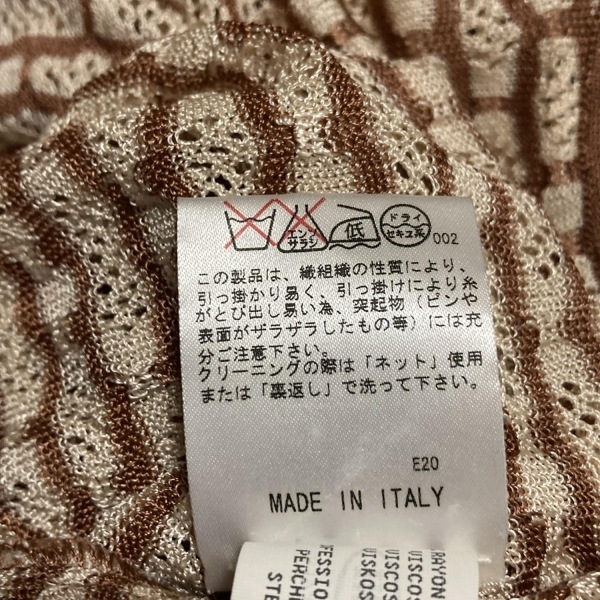 エンソ
サラシ
低
ドライ
セキユ系
002
この製品は、織組織の性質により、
引っ掛かり易く、引っ掛けにより糸
がとび出し易い為、突起物（ピンや
表面がザラザラしたもの等）には充
分ご注意下さい。
クリーニングの際は「ネット」使用
または「裏返し」で洗って下さい。
E20
MADE IN ITALY
RAYON
VISCOS
VISKOS
VISCOS
FESSION
PERCHL
STE